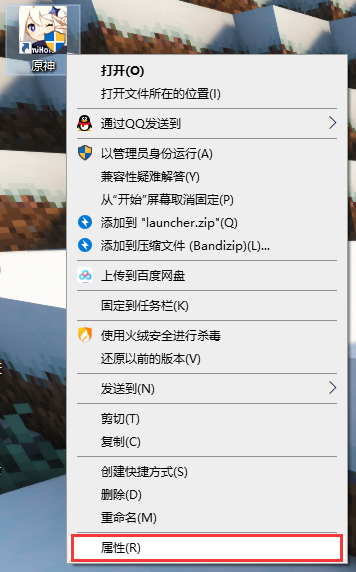 原神
打开(O)
打开文件所在的位置(I)
通过QQ发送到
以管理员身份运行(A)
兼容性疑难解答(Y)
从“开始”屏幕取消固定(P)
添加到 "launcher.zip"(Q)
添加到压缩文件 (Bandizip)(L)...
上传到百度网盘
固定到任务栏(K)
使用火绒安全进行杀毒
还原以前的版本(V)
发送到(N)
剪切(T)
复制(C)
创建快捷方式(S)
删除(D)
重命名(M)
属性(R)